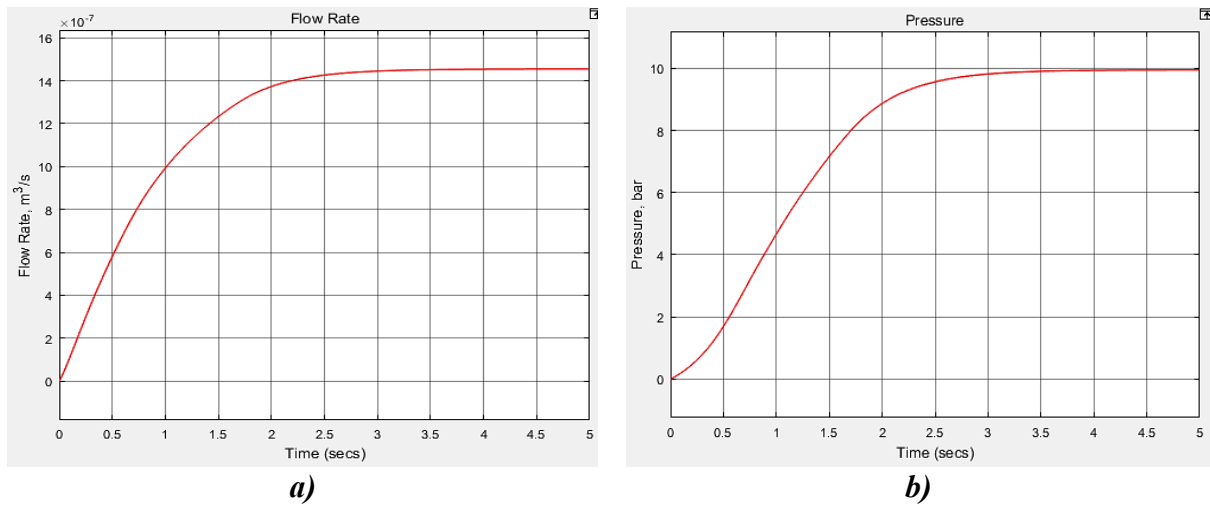 Flow Rate
×10⁻⁷
16
14
12
10
8
6
4
2
0
Flow Rate, m³/s
0 0.5 1 1.5 2 2.5 3 3.5 4 4.5 5
Time (secs)
a)
Pressure
10
8
6
4
2
0
Pressure, bar
0 0.5 1 1.5 2 2.5 3 3.5 4 4.5 5
Time (secs)
b)